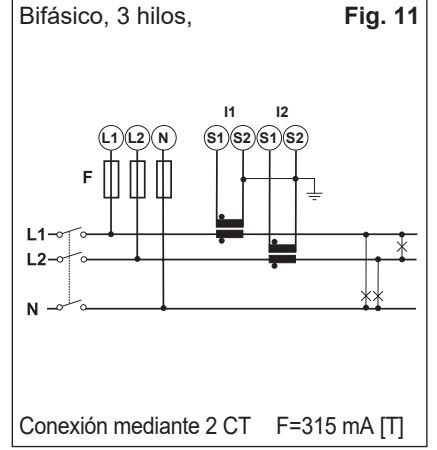 Bifásico, 3 hilos, Fig. 11
I1 I2
L1 L2 N S1 S2 S1 S2
F
L1
L2
N
Conexión mediante 2 CT F=315 mA [T]